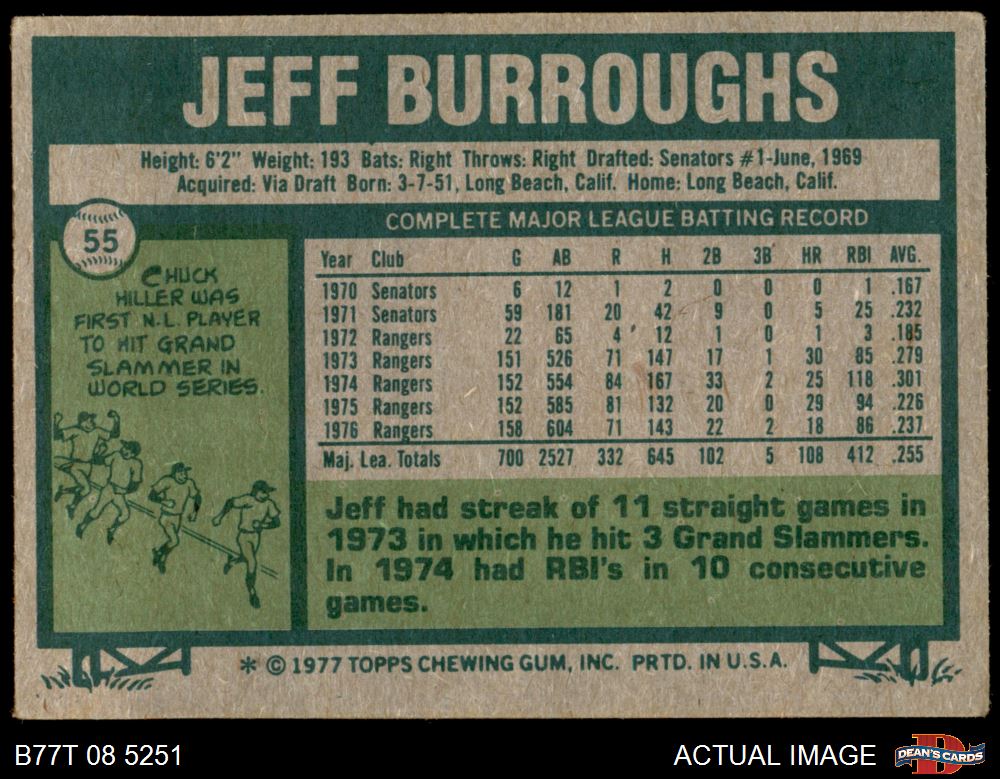 JEFF BURROUGHS
Height: 6'2" Weight: 193 Bats: Right Throws: Right Drafted: Senators #1-June, 1969
Acquired: Via Draft Born: 3-7-51, Long Beach, Calif. Home: Long Beach, Calif.
55
CHUCK
HILLER WAS
FIRST N.L. PLAYER
TO HIT GRAND
SLAMMER IN
WORLD SERIES.
COMPLETE MAJOR LEAGUE BATTING RECORD
Year Club G AB R H 2B 3B HR RBI AVG.
1970 Senators 6 12 1 2 0 0 0 1 .167
1971 Senators 59 181 20 42 9 0 5 25 .232
1972 Rangers 22 65 4 12 1 0 1 3 .185
1973 Rangers 151 526 71 147 17 1 30 85 .279
1974 Rangers 152 554 84 167 33 2 25 118 .301
1975 Rangers 152 585 81 132 20 0 29 94 .226
1976 Rangers 158 604 71 143 22 2 18 86 .237
Maj. Lea. Totals 700 2527 332 645 102 5 108 412 .255
Jeff had streak of 11 straight games in
1973 in which he hit 3 Grand Slammers.
In 1974 had RBI's in 10 consecutive
games.
* © 1977 TOPPS CHEWING GUM, INC. PRTD. IN U.S.A.
B77T 08 5251
ACTUAL IMAGE
D
DEAN'S CARDS